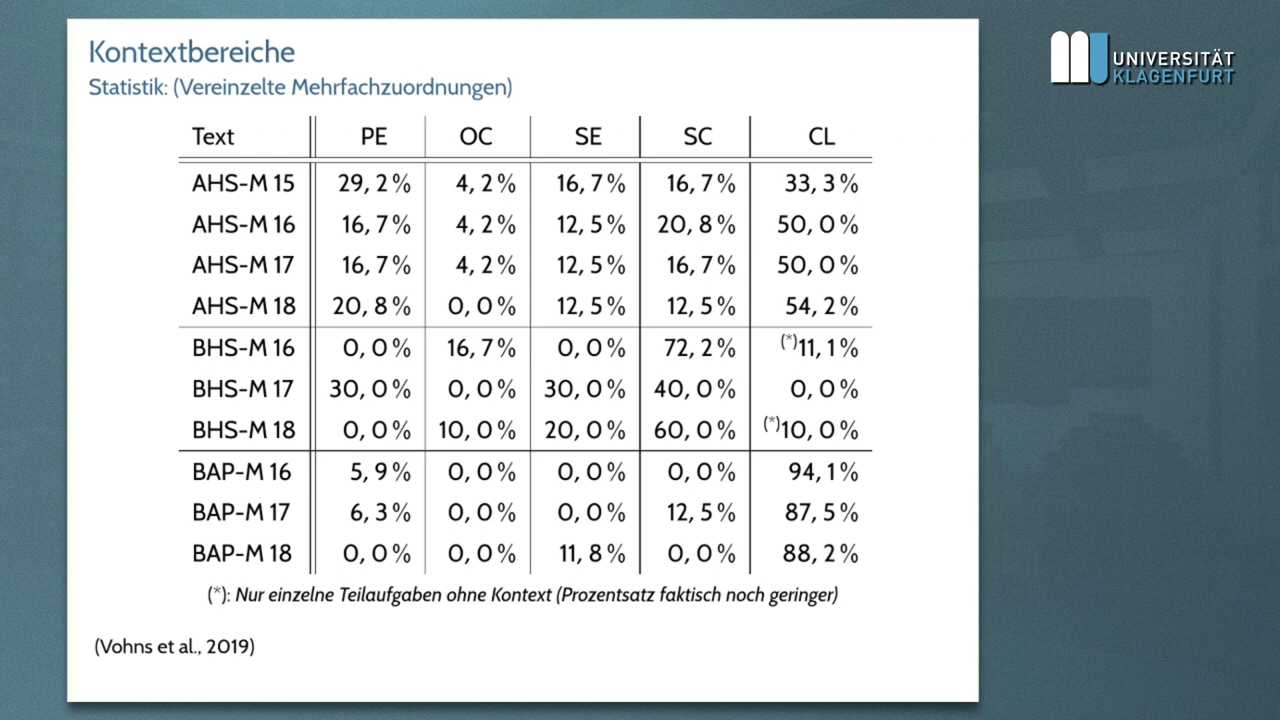 Kontextbereiche
Statistik: (Vereinzelte Mehrfachzuordnungen)
Text PE OC SE SC CL
AHS-M 15 29, 2 % 4, 2 % 16, 7 % 16, 7 % 33, 3 %
AHS-M 16 16, 7 % 4, 2 % 12, 5 % 20, 8 % 50, 0 %
AHS-M 17 16, 7 % 4, 2 % 12, 5 % 16, 7 % 50, 0 %
AHS-M 18 20, 8 % 0, 0 % 12, 5 % 12, 5 % 54, 2 %
BHS-M 16 0, 0 % 16, 7 % 0, 0 % 72, 2 % (*)11, 1 %
BHS-M 17 30, 0 % 0, 0 % 30, 0 % 40, 0 % 0, 0 %
BHS-M 18 0, 0 % 10, 0 % 20, 0 % 60, 0 % (*)10, 0 %
BAP-M 16 5, 9 % 0, 0 % 0, 0 % 0, 0 % 94, 1 %
BAP-M 17 6, 3 % 0, 0 % 0, 0 % 12, 5 % 87, 5 %
BAP-M 18 0, 0 % 0, 0 % 11, 8 % 0, 0 % 88, 2 %
(*): Nur einzelne Teilaufgaben ohne Kontext (Prozentsatz faktisch noch geringer)
(Vohns et al., 2019)
UNIVERSITÄT
KLAGENFURT